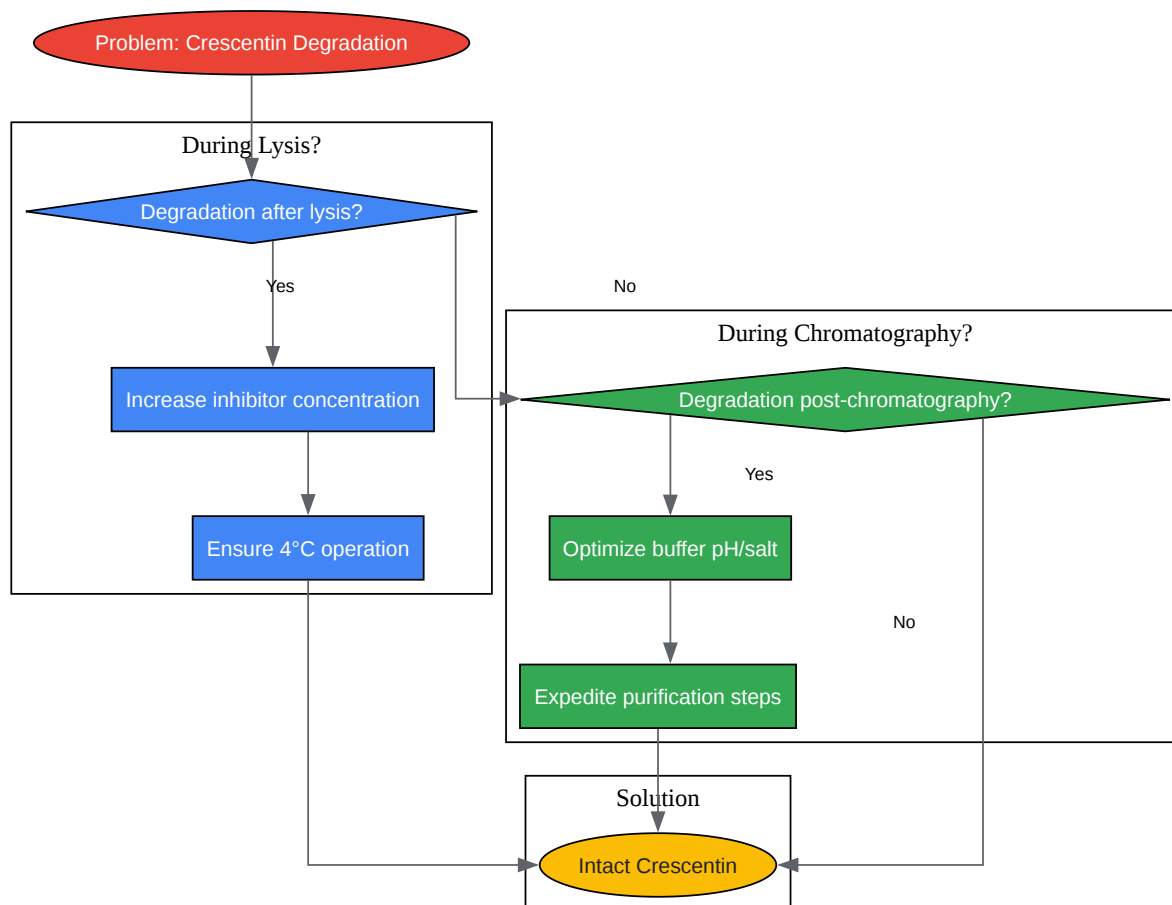 Problem: Crescentin Degradation
During Lysis?
Degradation after lysis?
Yes
No
During Chromatography?
Increase inhibitor concentration
Degradation post-chromatography?
Yes
Ensure 4°C operation
Optimize buffer pH/salt
No
Expedite purification steps
Solution
Intact Crescentin